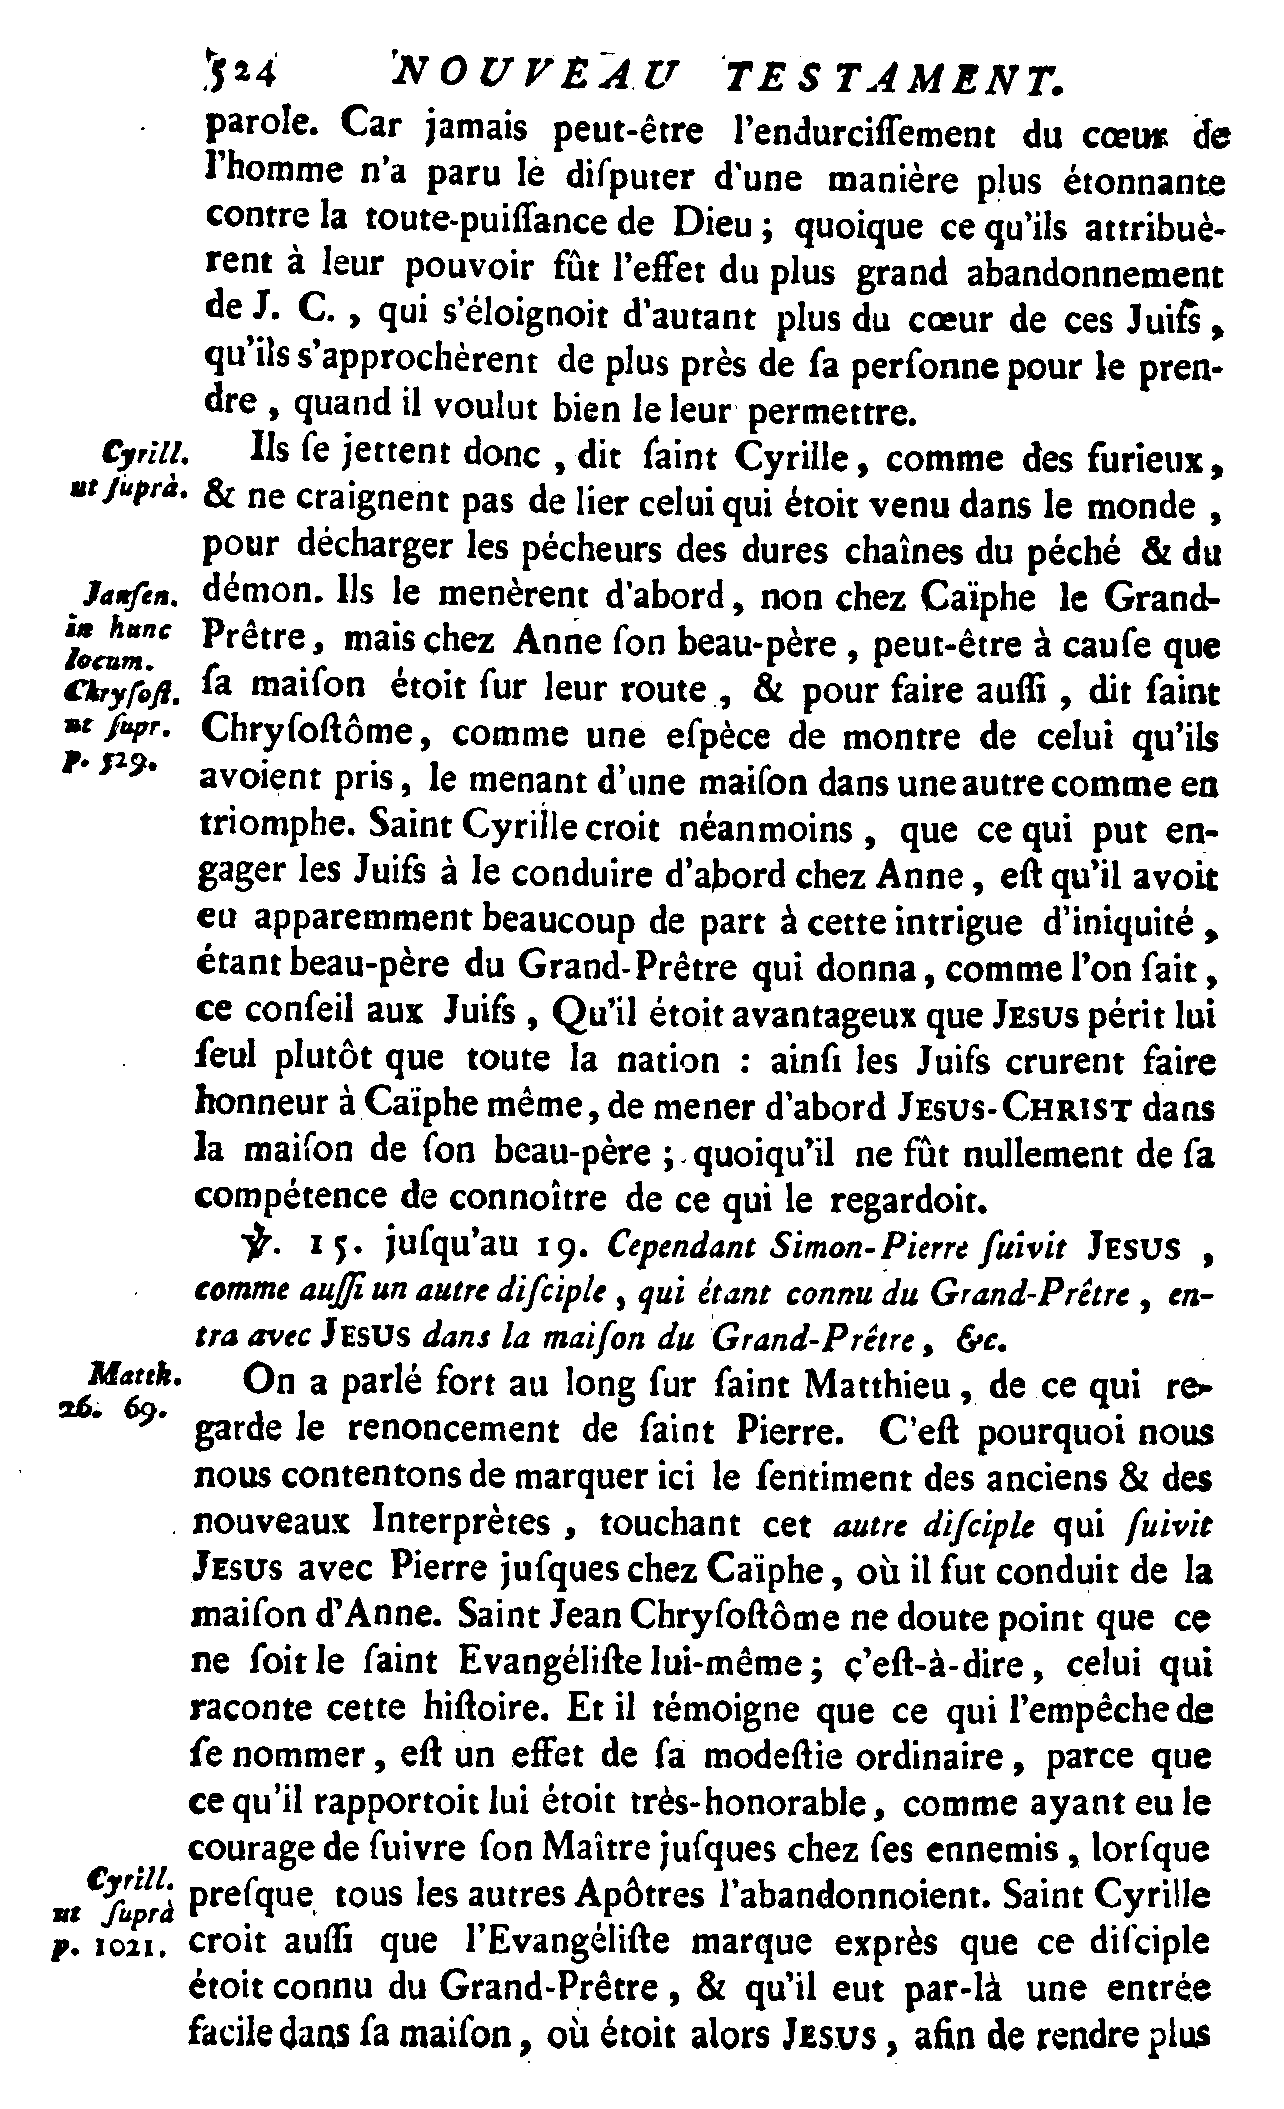 524 NOUVEAU TESTAMENT.
parole. Car jamais peut-être l'endurciſſement du cœur de
l'homme n'a paru le diſputer d'une manière plus étonnante
contre la toute-puiſſance de Dieu ; quoique ce qu'ils attribuè-
rent à leur pouvoir fût l'effet du plus grand abandonnement
de J. C. , qui s'éloignoit d'autant plus du cœur de ces Juifs ,
qu'ils s'approchèrent de plus près de ſa perſonne pour le pren-
dre , quand il voulut bien le leur permettre.
Cyrill. Ils ſe jettent donc , dit ſaint Cyrille, comme des furieux,
ut ſuprà. & ne craignent pas de lier celui qui étoit venu dans le monde ,
pour décharger les pécheurs des dures chaînes du péché & du
Janſen. démon. Ils le menèrent d'abord, non chez Caïphe le Grand-
in hunc Prêtre, mais chez Anne ſon beau-père , peut-être à cauſe que
locum.
Chryſoſt. ſa maiſon étoit ſur leur route , & pour faire auſſi , dit ſaint
ut ſupr. Chryſoſtôme, comme une eſpèce de montre de celui qu'ils
p. 529. avoient pris, le menant d'une maiſon dans une autre comme en
triomphe. Saint Cyrille croit néanmoins , que ce qui put en-
gager les Juifs à le conduire d'abord chez Anne , eſt qu'il avoit
eu apparemment beaucoup de part à cette intrigue d'iniquité ,
étant beau-père du Grand-Prêtre qui donna, comme l'on ſait,
ce conſeil aux Juifs , Qu'il étoit avantageux que JESUS périt lui
ſeul plutôt que toute la nation : ainſi les Juifs crurent faire
honneur à Caïphe même, de mener d'abord JESUS-CHRIST dans
la maiſon de ſon beau-père ; quoiqu'il ne fût nullement de ſa
compétence de connoître de ce qui le regardoit.
℣. 15. juſqu'au 19. Cependant Simon-Pierre ſuivit JESUS ,
comme auſſi un autre diſciple , qui étant connu du Grand-Prêtre , en-
tra avec JESUS dans la maiſon du Grand-Prêtre, &c.
Matth. On a parlé fort au long ſur ſaint Matthieu, de ce qui re-
26. 69. garde le renoncement de ſaint Pierre. C'eſt pourquoi nous
nous contentons de marquer ici le ſentiment des anciens & des
nouveaux Interprètes , touchant cet autre diſciple qui ſuivit
JESUS avec Pierre juſques chez Caïphe, où il fut conduit de la
maiſon d'Anne. Saint Jean Chryſoſtôme ne doute point que ce
ne ſoit le ſaint Evangéliſte lui-même ; ç'eſt-à-dire, celui qui
raconte cette hiſtoire. Et il témoigne que ce qui l'empêche de
ſe nommer, eſt un effet de ſa modeſtie ordinaire, parce que
ce qu'il rapportoit lui étoit très-honorable, comme ayant eu le
courage de ſuivre ſon Maître juſques chez ſes ennemis , lorſque
Cyrill. preſque tous les autres Apôtres l'abandonnoient. Saint Cyrille
ut ſuprà
p. 1021. croit auſſi que l'Evangéliſte marque exprès que ce diſciple
étoit connu du Grand-Prêtre , & qu'il eut par-là une entrée
facile dans ſa maiſon, où étoit alors JESUS , afin de rendre plus